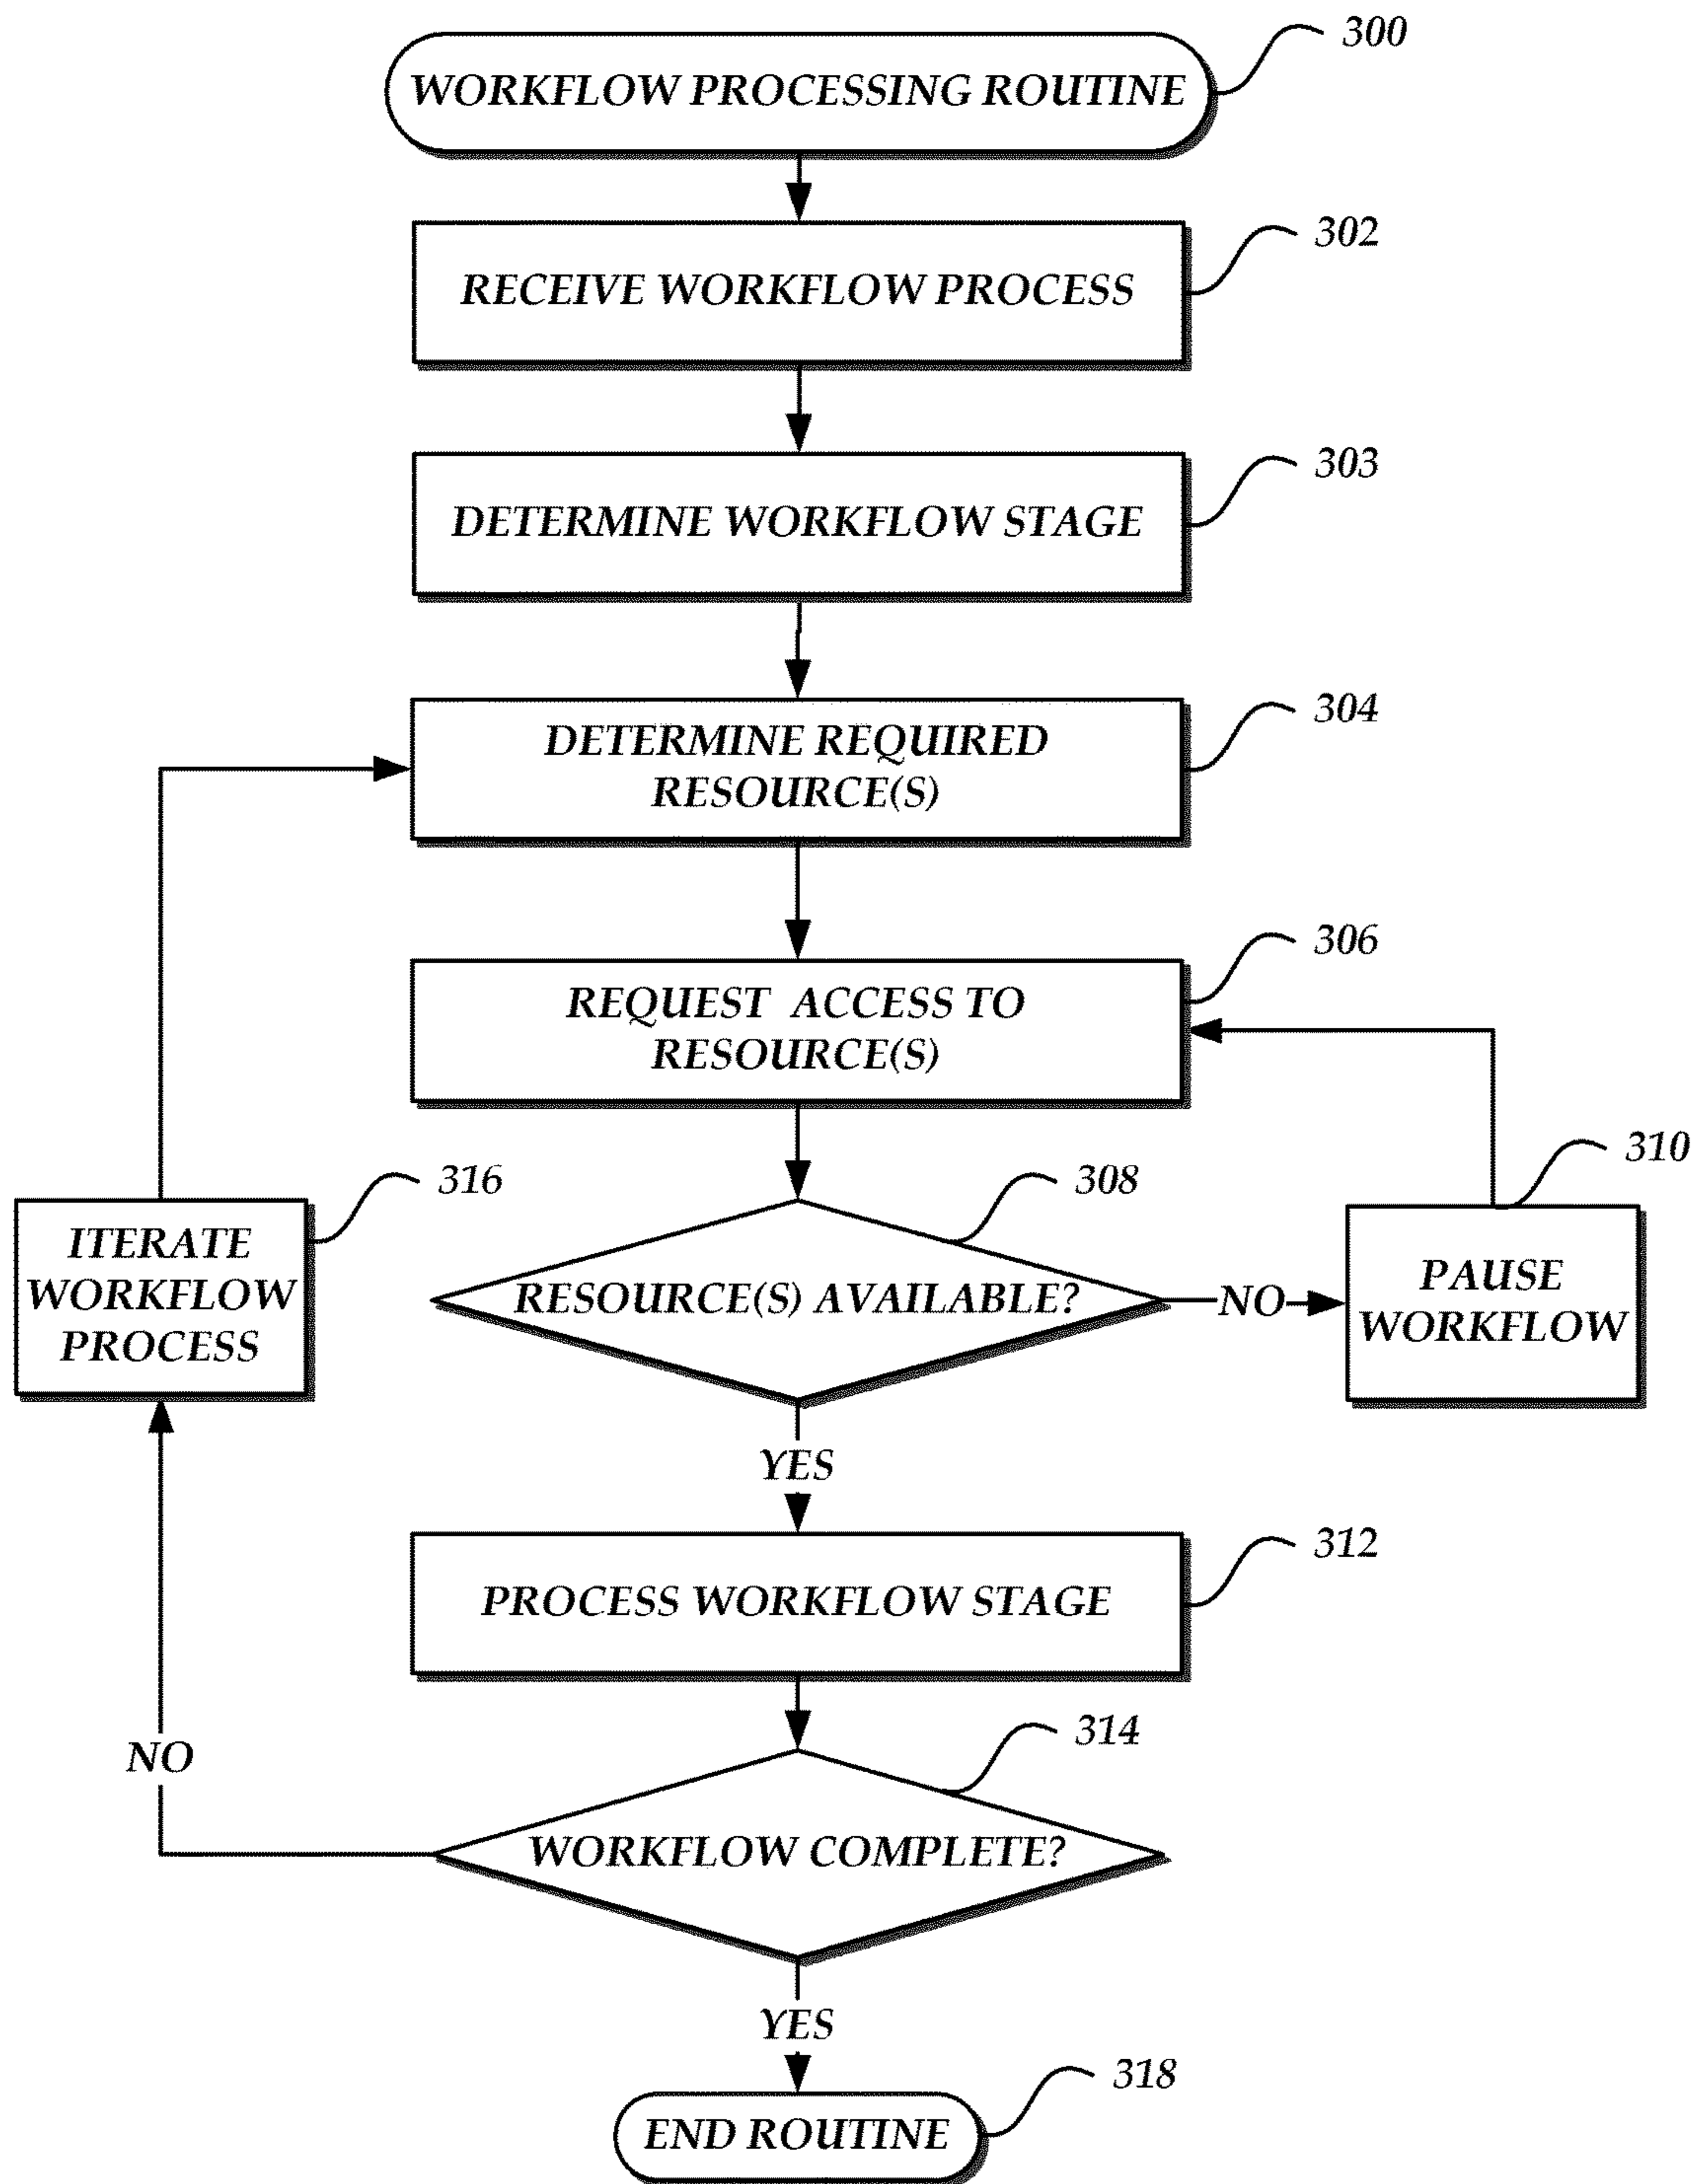 300
WORKFLOW PROCESSING ROUTINE
302
RECEIVE WORKFLOW PROCESS
303
DETERMINE WORKFLOW STAGE
304
DETERMINE REQUIRED
RESOURCE(S)
306
REQUEST ACCESS TO
RESOURCE(S)
310
316
308
ITERATE
WORKFLOW
PROCESS
RESOURCE(S) AVAILABLE?
NO
PAUSE
WORKFLOW
YES
312
PROCESS WORKFLOW STAGE
314
NO
WORKFLOW COMPLETE?
YES
318
END ROUTINE